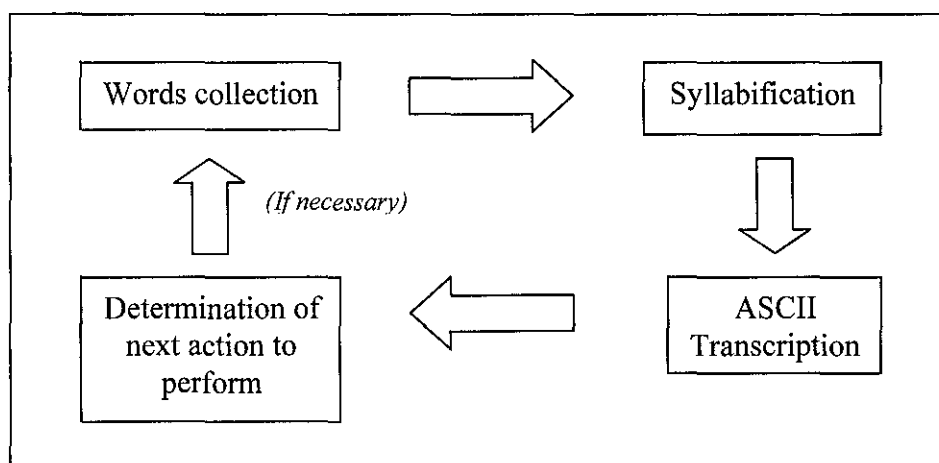 Words collection
Syllabification
(If necessary)
Determination of
next action to
perform
ASCII
Transcription